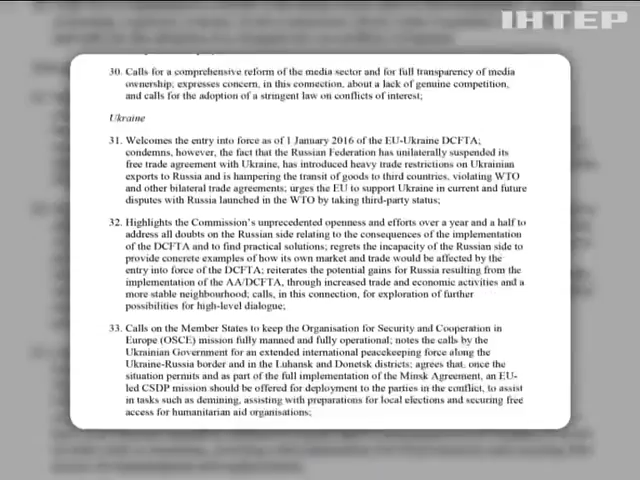 ІНТЕР
30. Calls for a comprehensive reform of the media sector and for full transparency of media
ownership; expresses concern, in this connection, about a lack of genuine competition,
and calls for the adoption of a stringent law on conflicts of interest;
Ukraine
31. Welcomes the entry into force as of 1 January 2016 of the EU-Ukraine DCFTA;
condemns, however, the fact that the Russian Federation has unilaterally suspended its
free trade agreement with Ukraine, has introduced heavy trade restrictions on Ukrainian
exports to Russia and is hampering the transit of goods to third countries, violating WTO
and other bilateral trade agreements; urges the EU to support Ukraine in current and future
disputes with Russia launched in the WTO by taking third-party status;
32. Highlights the Commission's unprecedented openness and efforts over a year and a half to
address all doubts on the Russian side relating to the consequences of the implementation
of the DCFTA and to find practical solutions; regrets the incapacity of the Russian side to
provide concrete examples of how its own market and trade would be affected by the
entry into force of the DCFTA; reiterates the potential gains for Russia resulting from the
implementation of the AA/DCFTA, through increased trade and economic activities and a
more stable neighbourhood; calls, in this connection, for exploration of further
possibilities for high-level dialogue;
33. Calls on the Member States to keep the Organisation for Security and Cooperation in
Europe (OSCE) mission fully manned and fully operational; notes the calls by the
Ukrainian Government for an extended international peacekeeping force along the
Ukraine-Russia border and in the Luhansk and Donetsk districts; agrees that, once the
situation permits and as part of the full implementation of the Minsk Agreement, an EU-
led CSDP mission should be offered for deployment to the parties in the conflict, to assist
in tasks such as demining, assisting with preparations for local elections and securing free
access for humanitarian aid organisations;